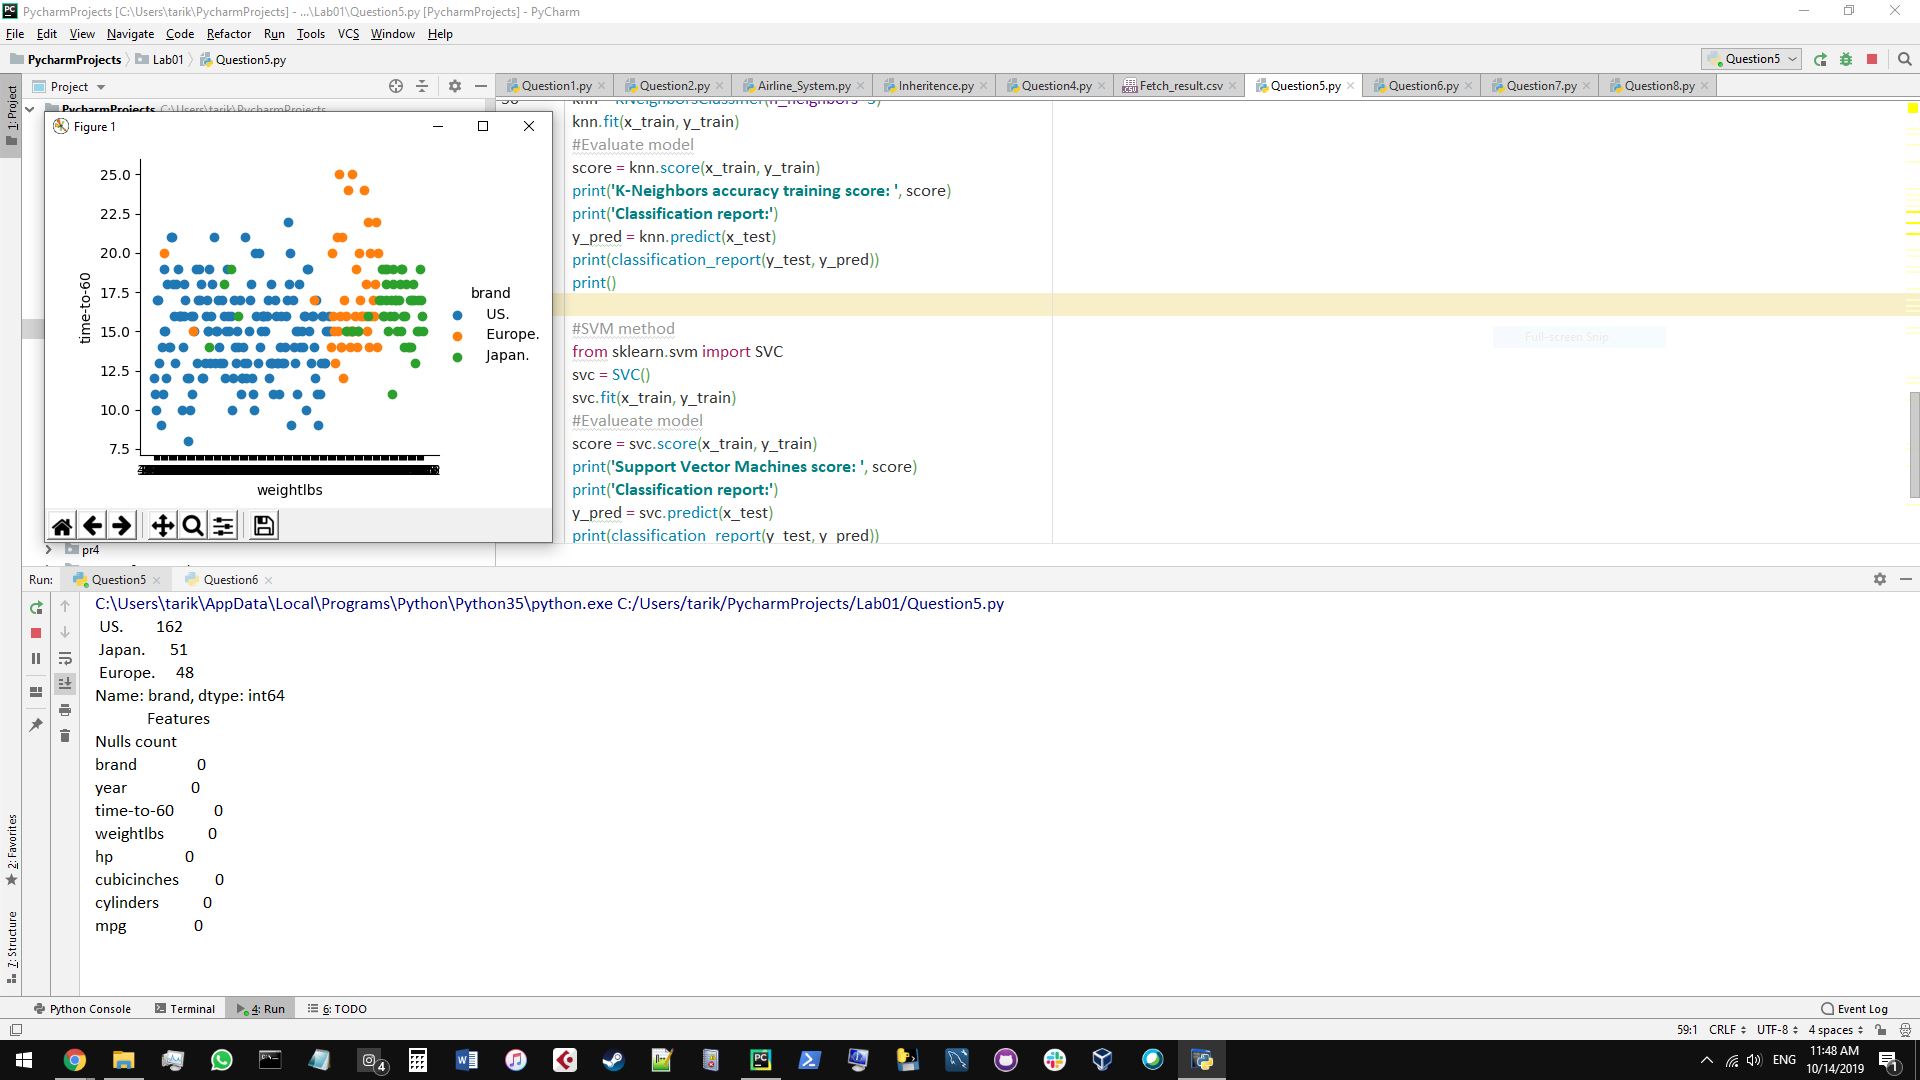 PycharmProjects [C:\Users\tarik\PycharmProjects] - ...\Lab01\Question5.py [PycharmProjects] - PyCharm
File Edit View Navigate Code Refactor Run Tools VCS Window Help
PycharmProjects Lab01 Question5.py
Question5
Project
Question1.py Question2.py Airline_System.py Inheritence.py Question4.py Fetch_result.csv Question5.py Question6.py Question7.py Question8.py
1: Project
PycharmProjects C:\Users\tarik\PycharmProjects
Figure 1
25.0
22.5
20.0
17.5
15.0
12.5
10.0
7.5
time-to-60
weightlbs
brand
US.
Europe.
Japan.
pr4
knn.fit(x_train, y_train)
#Evaluate model
score = knn.score(x_train, y_train)
print('K-Neighbors accuracy training score: ', score)
print('Classification report:')
y_pred = knn.predict(x_test)
print(classification_report(y_test, y_pred))
print()
#SVM method
from sklearn.svm import SVC
svc = SVC()
svc.fit(x_train, y_train)
#Evalueate model
score = svc.score(x_train, y_train)
print('Support Vector Machines score: ', score)
print('Classification report:')
y_pred = svc.predict(x_test)
print(classification_report(y_test, y_pred))
Full-screen Snip
Run: Question5 Question6
C:\Users\tarik\AppData\Local\Programs\Python\Python35\python.exe C:/Users/tarik/PycharmProjects/Lab01/Question5.py
US. 162
Japan. 51
Europe. 48
Name: brand, dtype: int64
Features
Nulls count
brand 0
year 0
time-to-60 0
weightlbs 0
hp 0
cubicinches 0
cylinders 0
mpg 0
2: Favorites
7: Structure
Python Console Terminal 4: Run 6: TODO Event Log
59:1 CRLF UTF-8 4 spaces
4
ENG
11:48 AM
10/14/2019
1